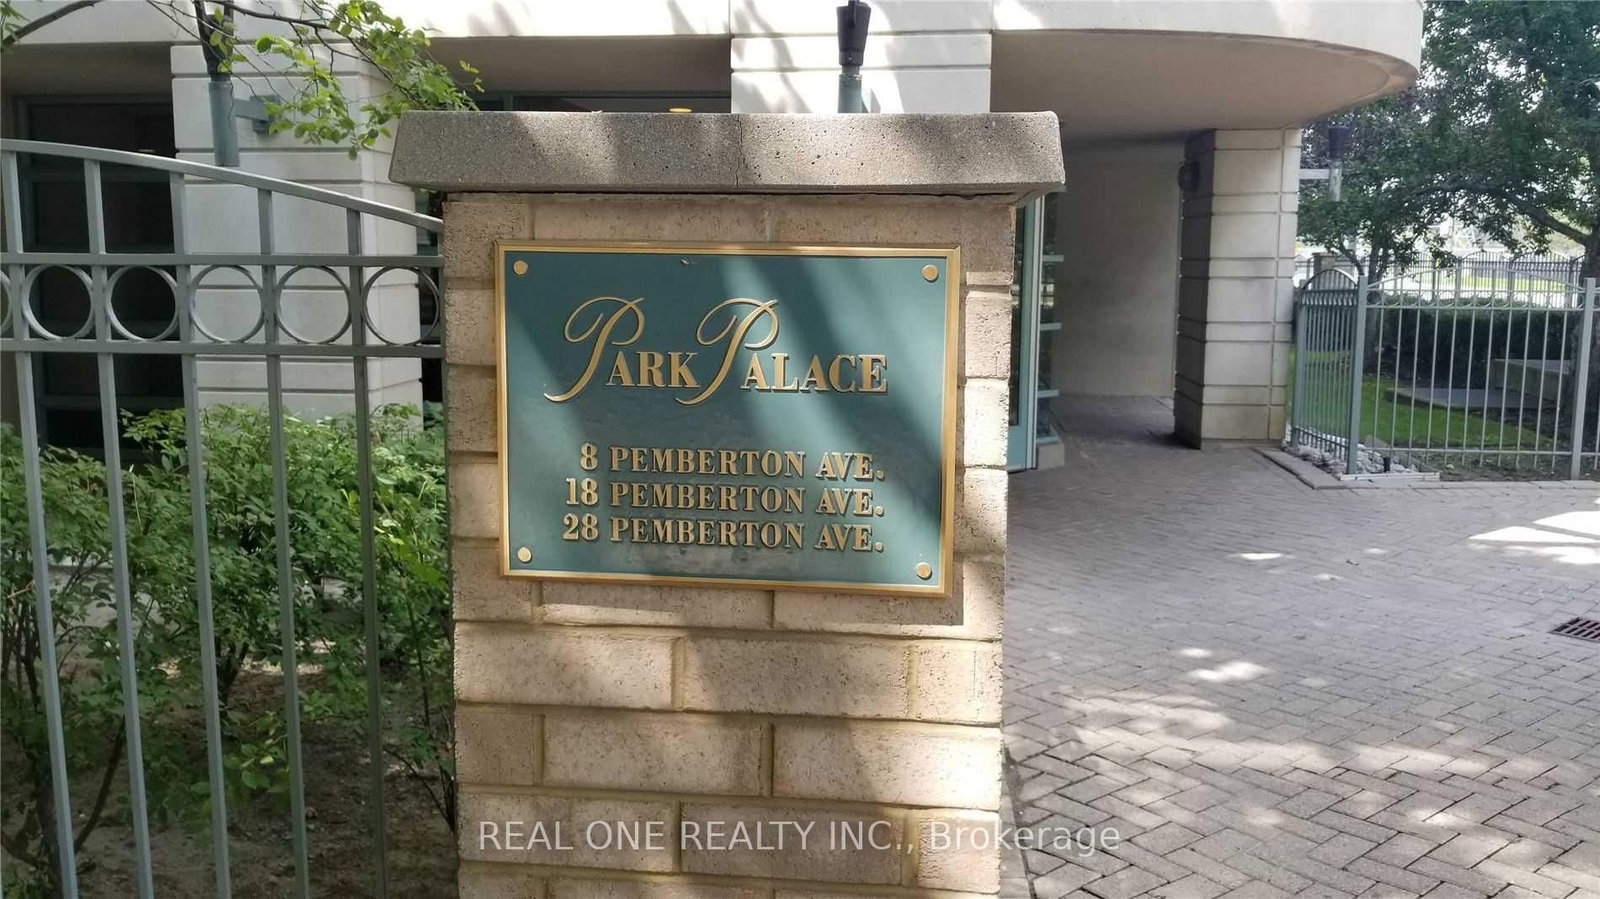 PARK PALACE
8 PEMBERTON AVE.
18 PEMBERTON AVE.
28 PEMBERTON AVE.
REAL ONE REALTY INC., Brokerage